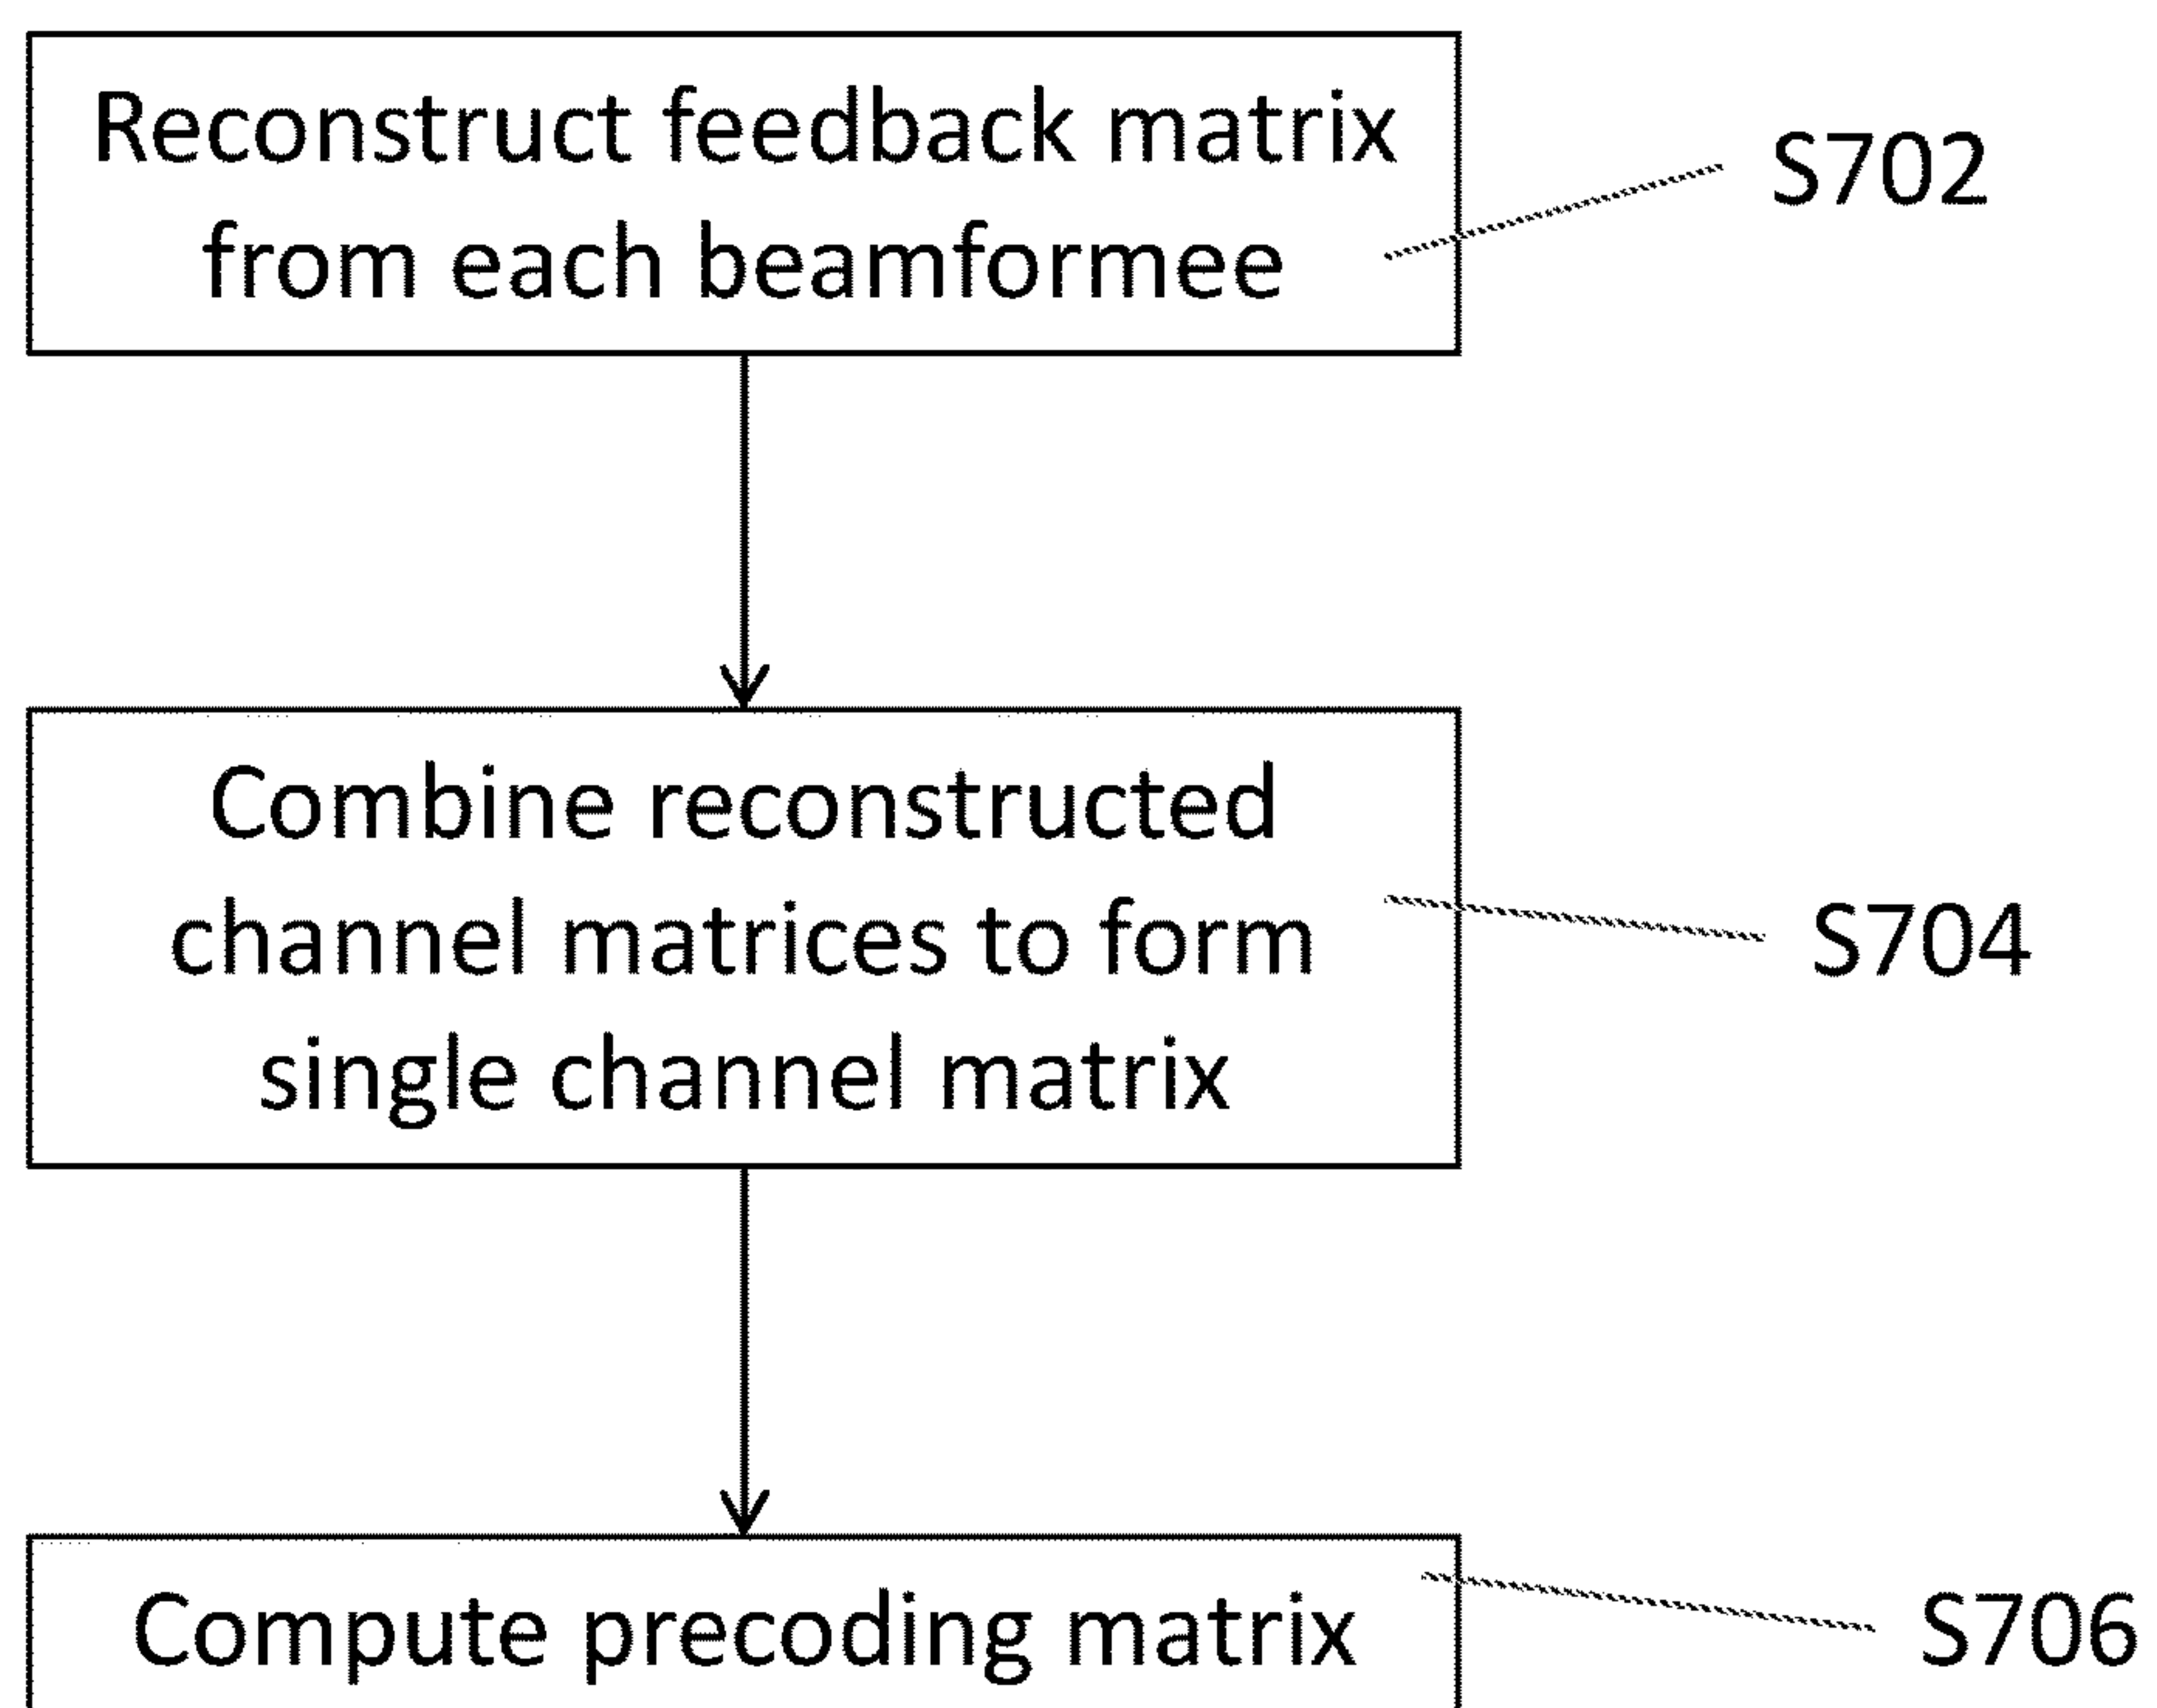 Reconstruct feedback matrix
from each beamformee
S702
Combine reconstructed
channel matrices to form
single channel matrix
S704
Compute precoding matrix
S706